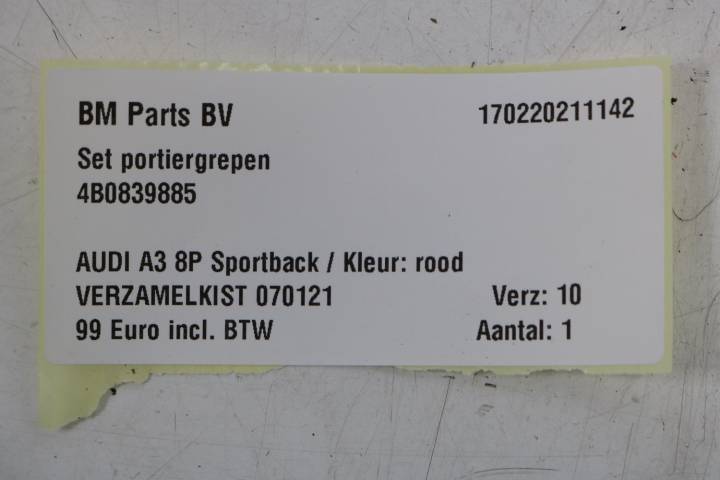 BM Parts BV 170220211142
Set portiergrepen
4B0839885
AUDI A3 8P Sportback / Kleur: rood
VERZAMELKIST 070121 Verz: 10
99 Euro incl. BTW Aantal: 1